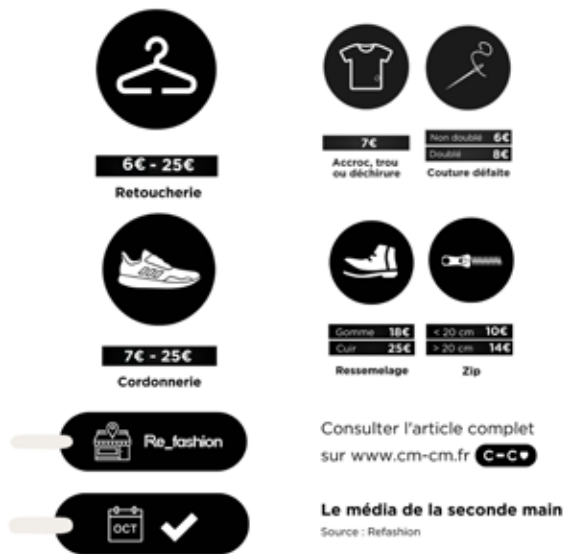 6€ - 25€
Retoucherie
7€
Accroc, trou
ou déchirure
Non doublé 6€
Doublé 8€
Couture défaite
7€ - 25€
Cordonnerie
Gomme 18€
Cuir 25€
Ressemelage
< 20 cm 10€
> 20 cm 14€
Zip
Re_fashion
OCT
Consulter l'article complet
sur www.cm-cm.fr C-C
Le média de la seconde main
Source : Refashion